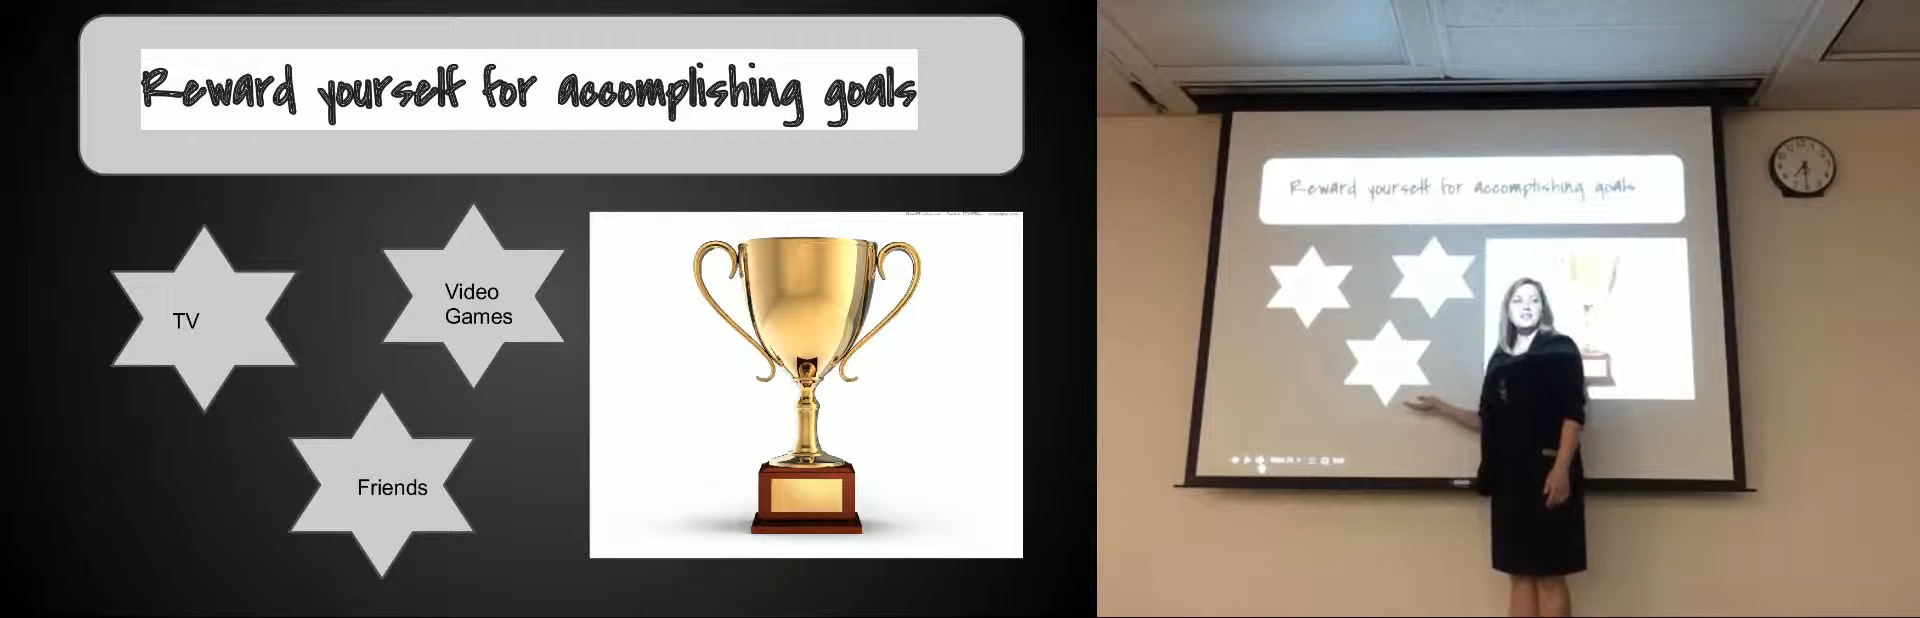 Reward yourself for accomplishing goals
TV
Video
Games
Friends
Reward yourself for accomplishing goals